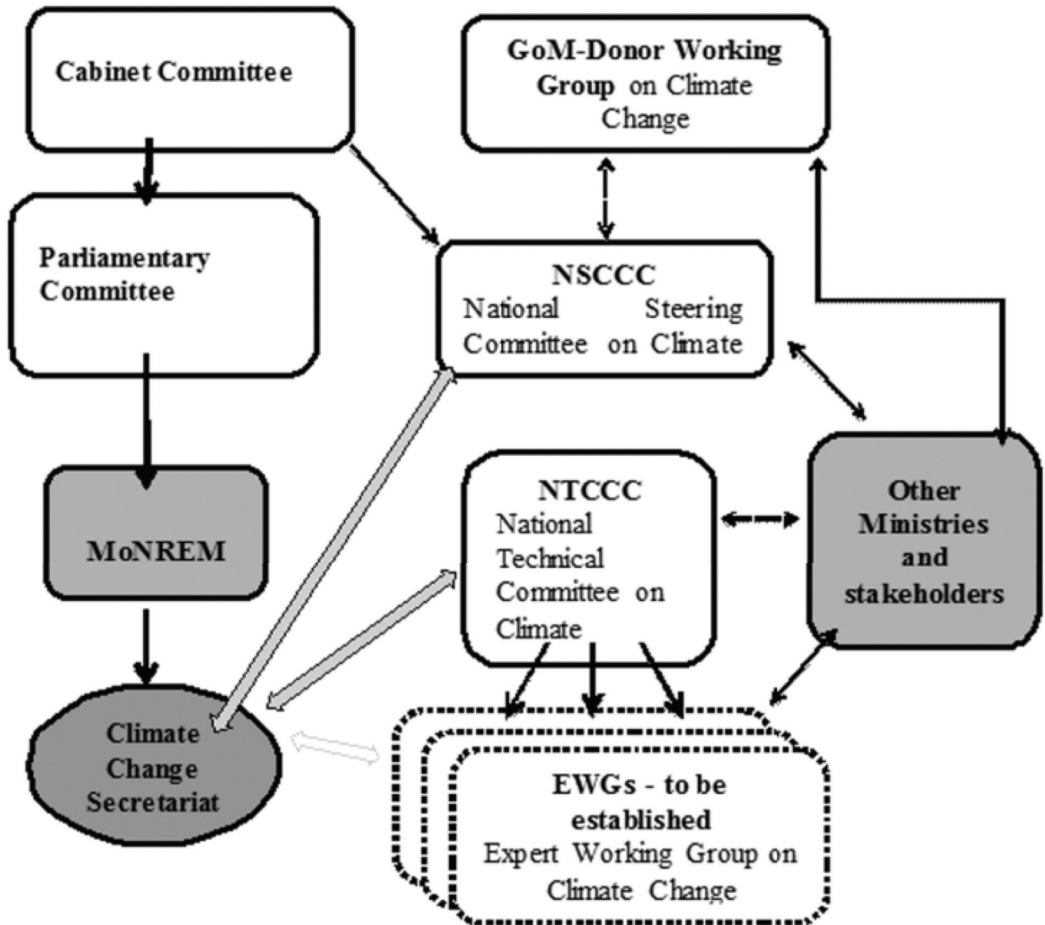 Cabinet Committee
GoM-Donor Working
Group on Climate
Change
Parliamentary
Committee
NSCCC
National Steering
Committee on Climate
MoNREM
NTCCC
National
Technical
Committee on
Climate
Other
Ministries
and
stakeholders
Climate
Change
Secretariat
EWGs - to be
established
Expert Working Group on
Climate Change